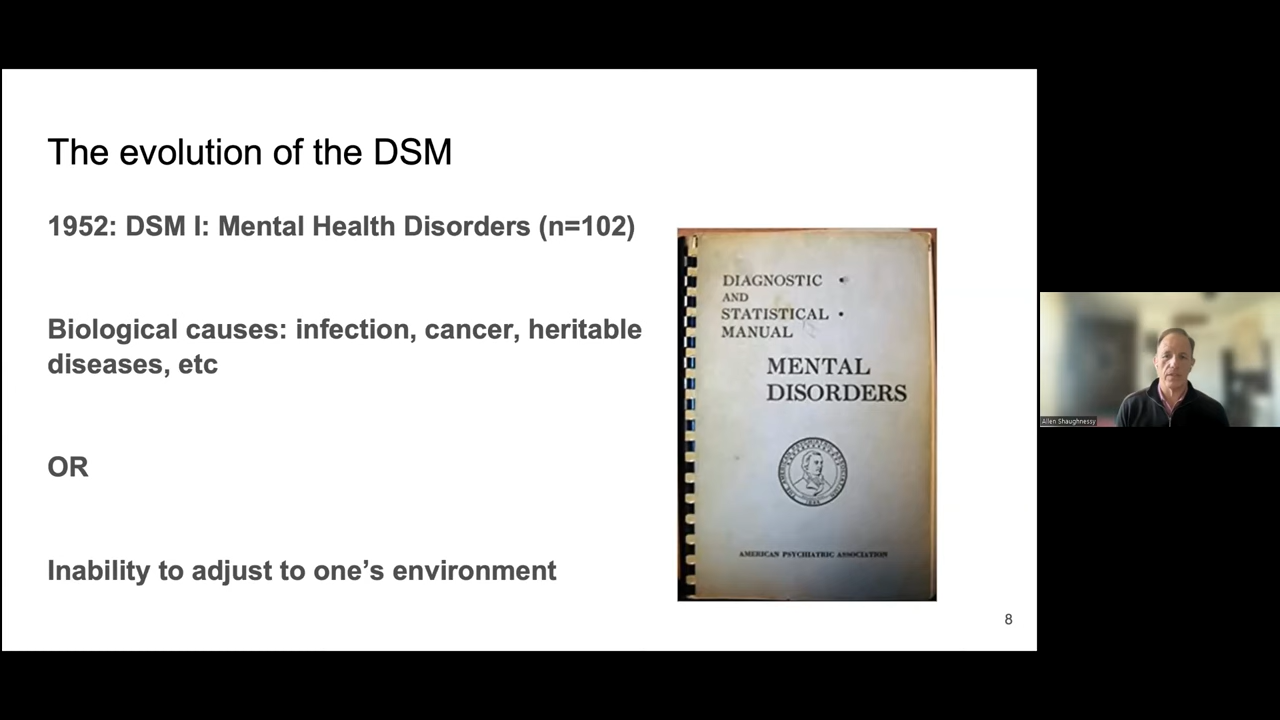 The evolution of the DSM
1952: DSM I: Mental Health Disorders (n=102)
Biological causes: infection, cancer, heritable
diseases, etc
OR
Inability to adjust to one’s environment
DIAGNOSTIC
AND
STATISTICAL
MANUAL
MENTAL
DISORDERS
AMERICAN PSYCHIATRIC ASSOCIATION
8
Allen Shaughnessy